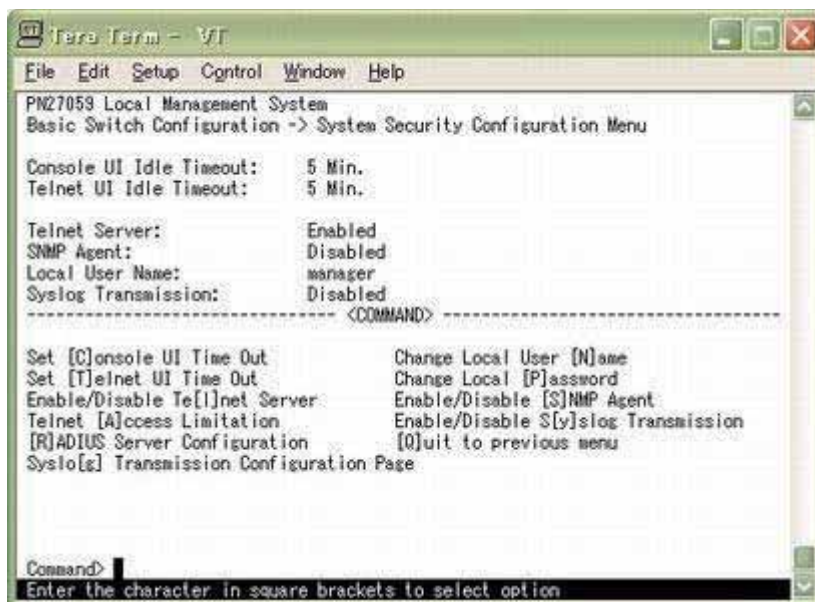 Tera Term - VT
File Edit Setup Control Window Help
PN27059 Local Management System
Basic Switch Configuration -> System Security Configuration Menu
Console UI Idle Timeout: 5 Min.
Telnet UI Idle Timeout: 5 Min.
Telnet Server: Enabled
SNMP Agent: Disabled
Local User Name: manager
Syslog Transmission: Disabled
---------------------------------- <COMMAND> -------------------------------------
Set [C]onsole UI Time Out Change Local User [N]ame
Set [T]elnet UI Time Out Change Local [P]assword
Enable/Disable Te[l]net Server Enable/Disable [S]NMP Agent
Telnet [A]ccess Limitation Enable/Disable S[y]slog Transmission
[R]ADIUS Server Configuration [Q]uit to previous menu
Syslo[g] Transmission Configuration Page
Command>
Enter the character in square brackets to select option